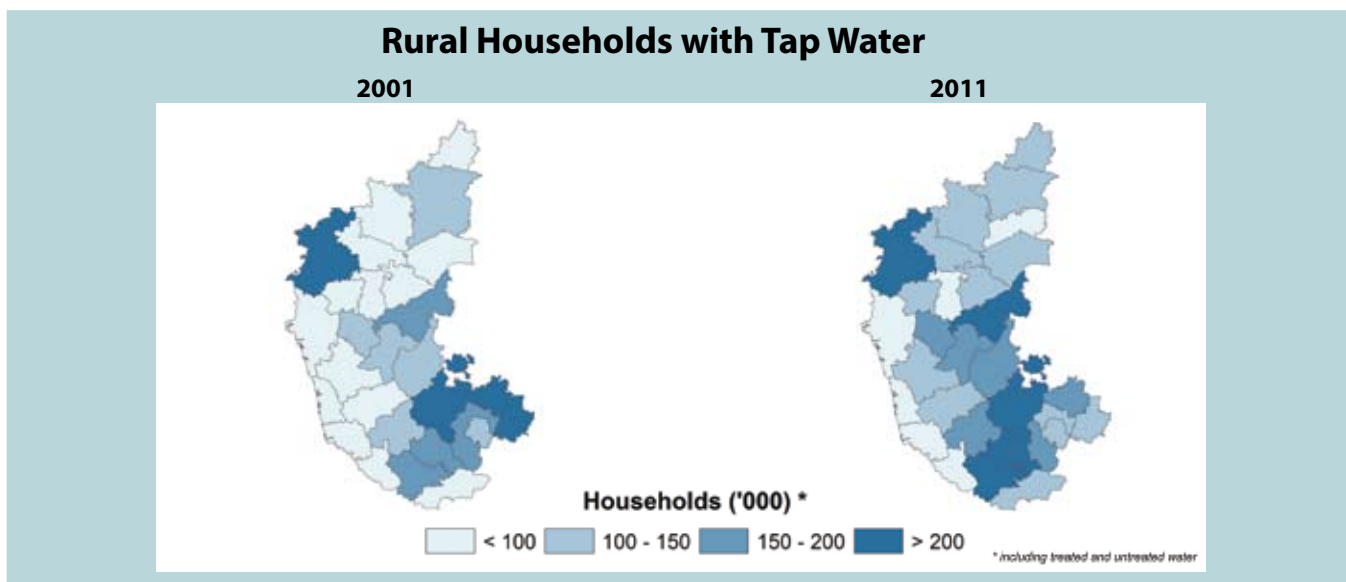 Rural Households with Tap Water
2001 2011
Households ('000) *
< 100 100 - 150 150 - 200 > 200
* including treated and untreated water